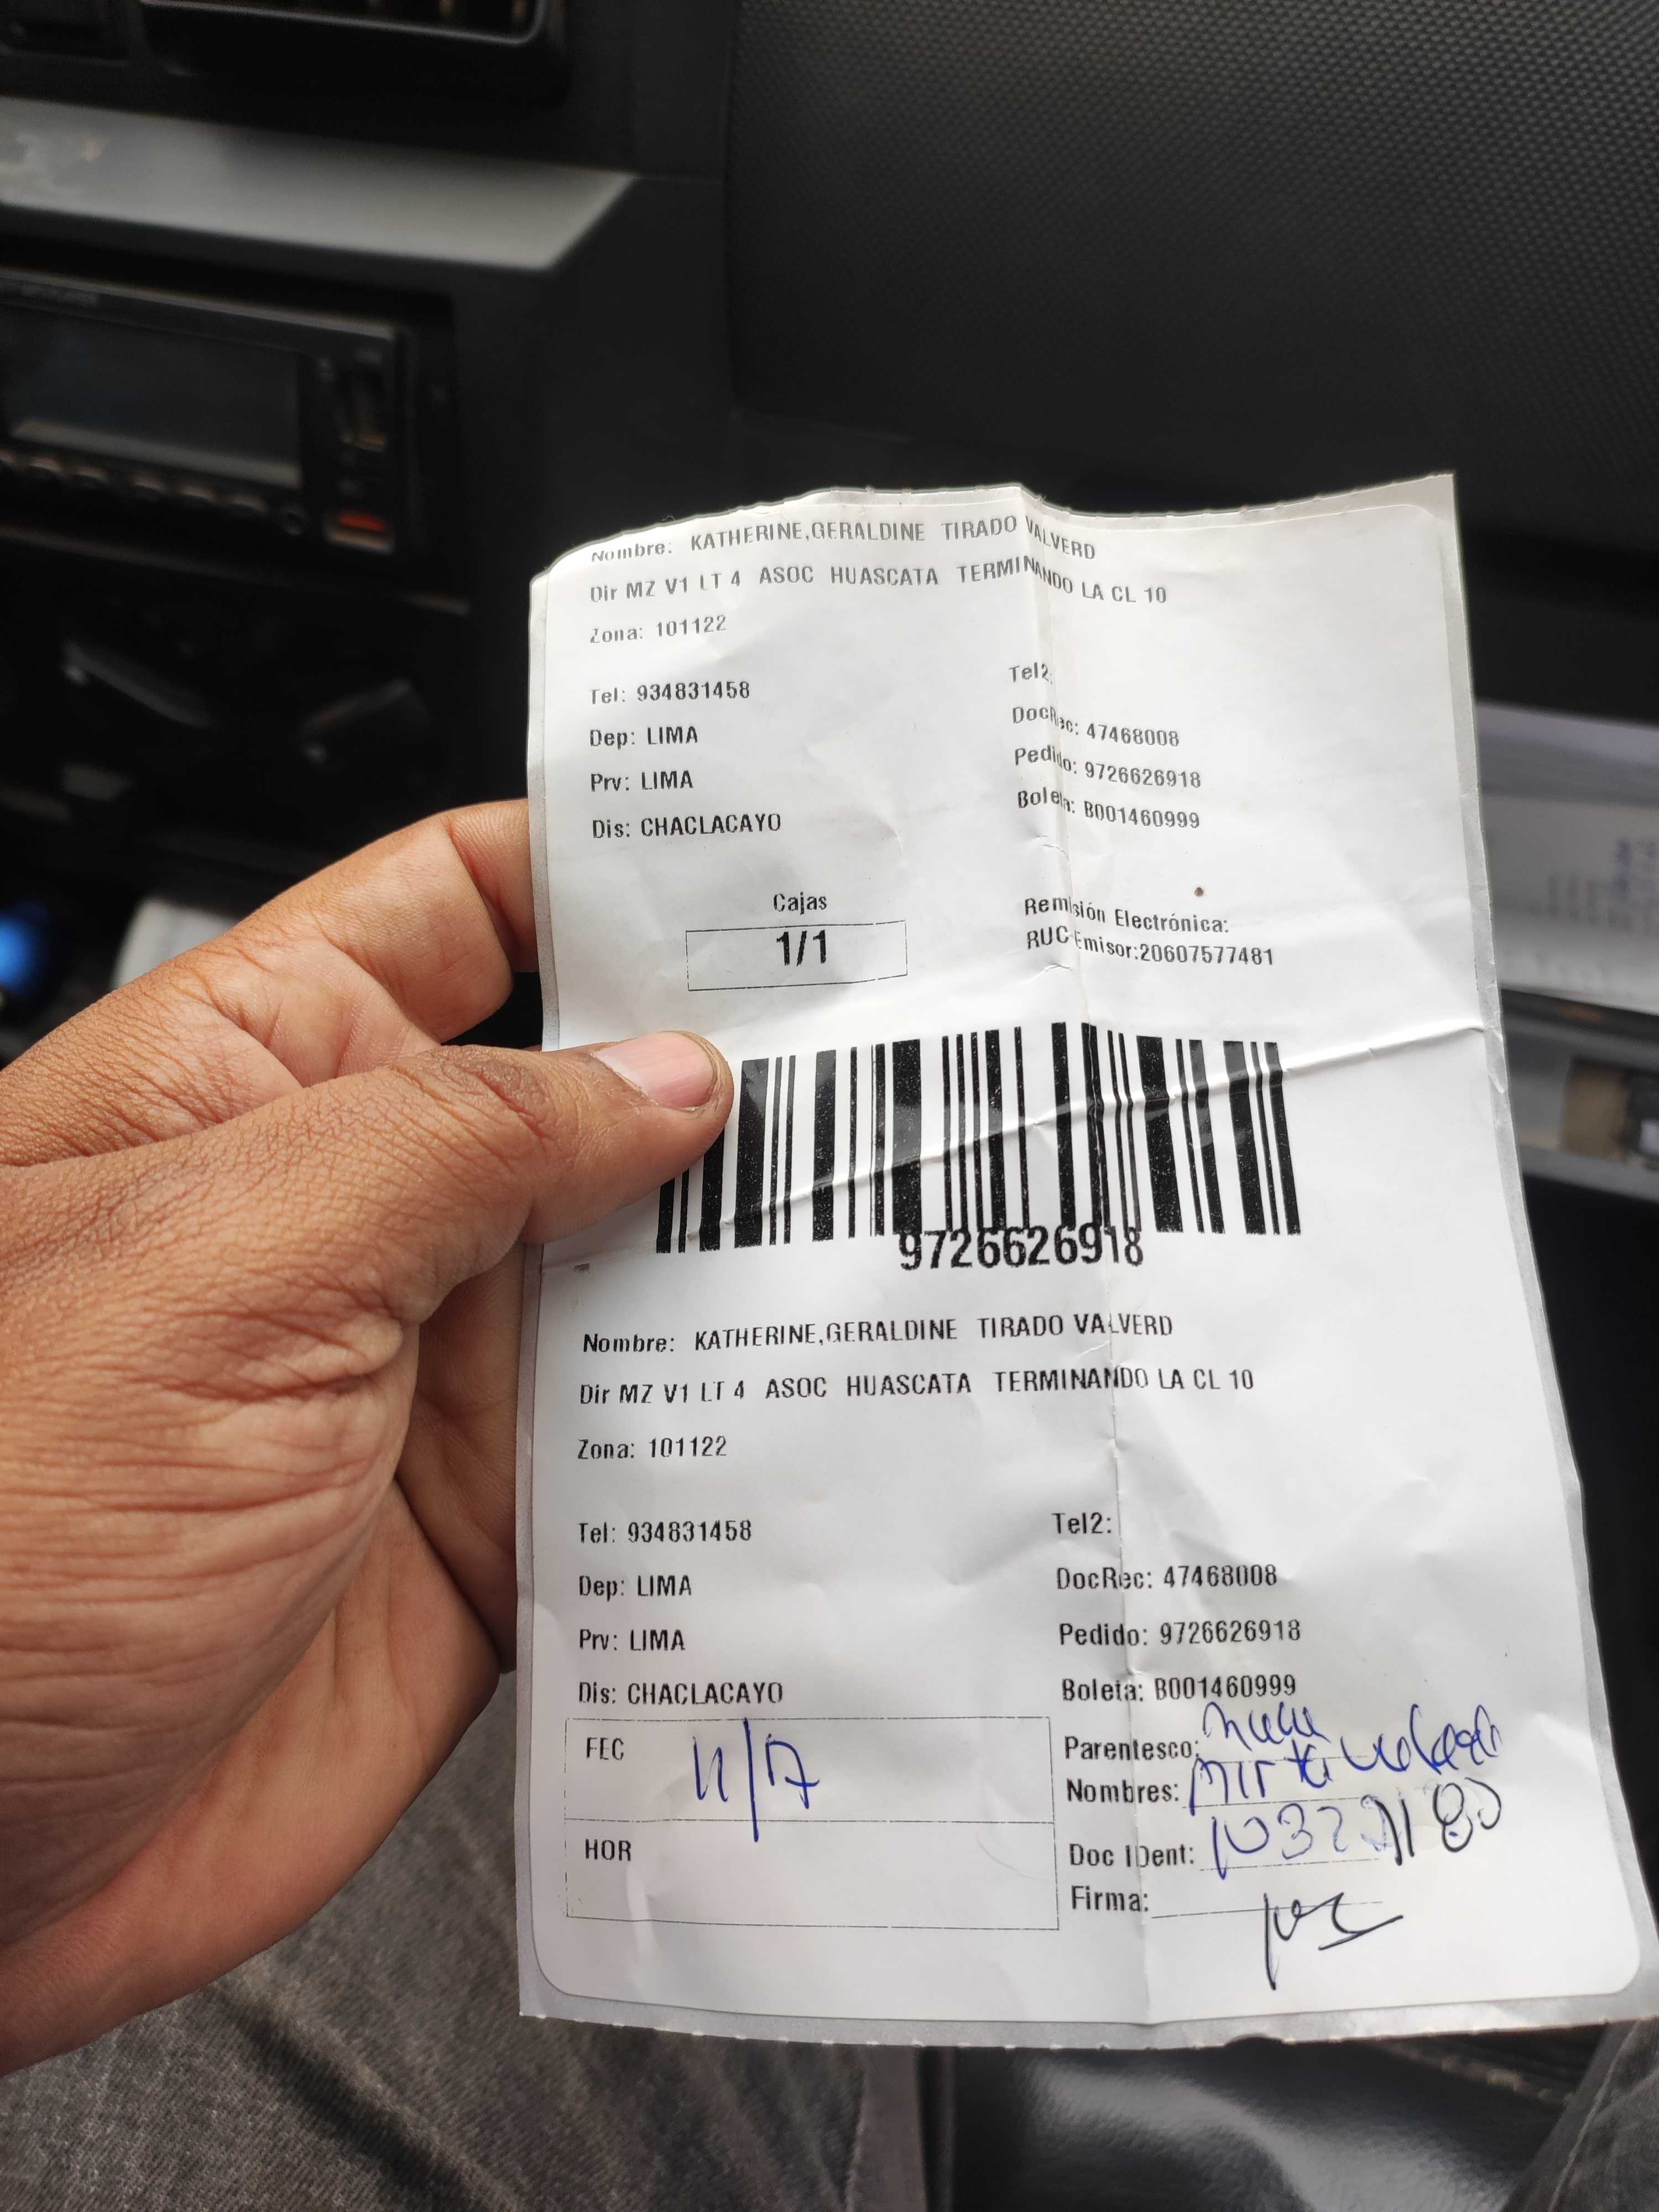 Nombre: KATHERINE,GERALDINE TIRADO VALVERD
Dir MZ V1 LT 4 ASOC HUASCATA TERMINANDO LA CL 10
Zona: 101122
Tel: 934831458 Tel2:
Dep: LIMA DocRec: 47468008
Prv: LIMA Pedido: 9726626918
Dis: CHACLACAYO Boleta: B001460999
Cajas Remisión Electrónica:
1/1 RUC Emisor:20607577481
9726626918
Nombre: KATHERINE,GERALDINE TIRADO VALVERD
Dir MZ V1 LT 4 ASOC HUASCATA TERMINANDO LA CL 10
Zona: 101122
Tel: 934831458 Tel2:
Dep: LIMA DocRec: 47468008
Prv: LIMA Pedido: 9726626918
Dis: CHACLACAYO Boleta: B001460999
FEC Parentesco:
Nombres: Mirta
HOR Doc IDent:
Firma: